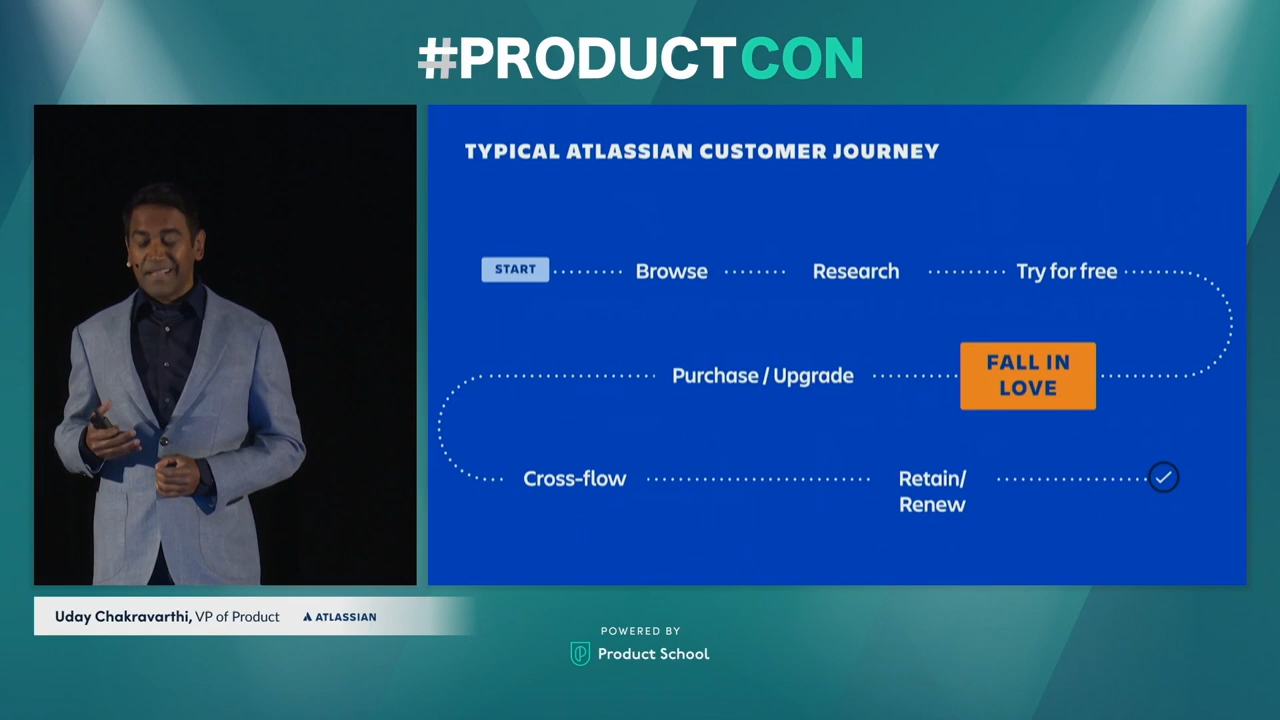 #PRODUCTCON
TYPICAL ATLASSIAN CUSTOMER JOURNEY
START
Browse
Research
Try for free
Purchase / Upgrade
FALL IN
LOVE
Cross-flow
Retain/
Renew
Uday Chakravarthi, VP of Product
ATLASSIAN
POWERED BY
Product School